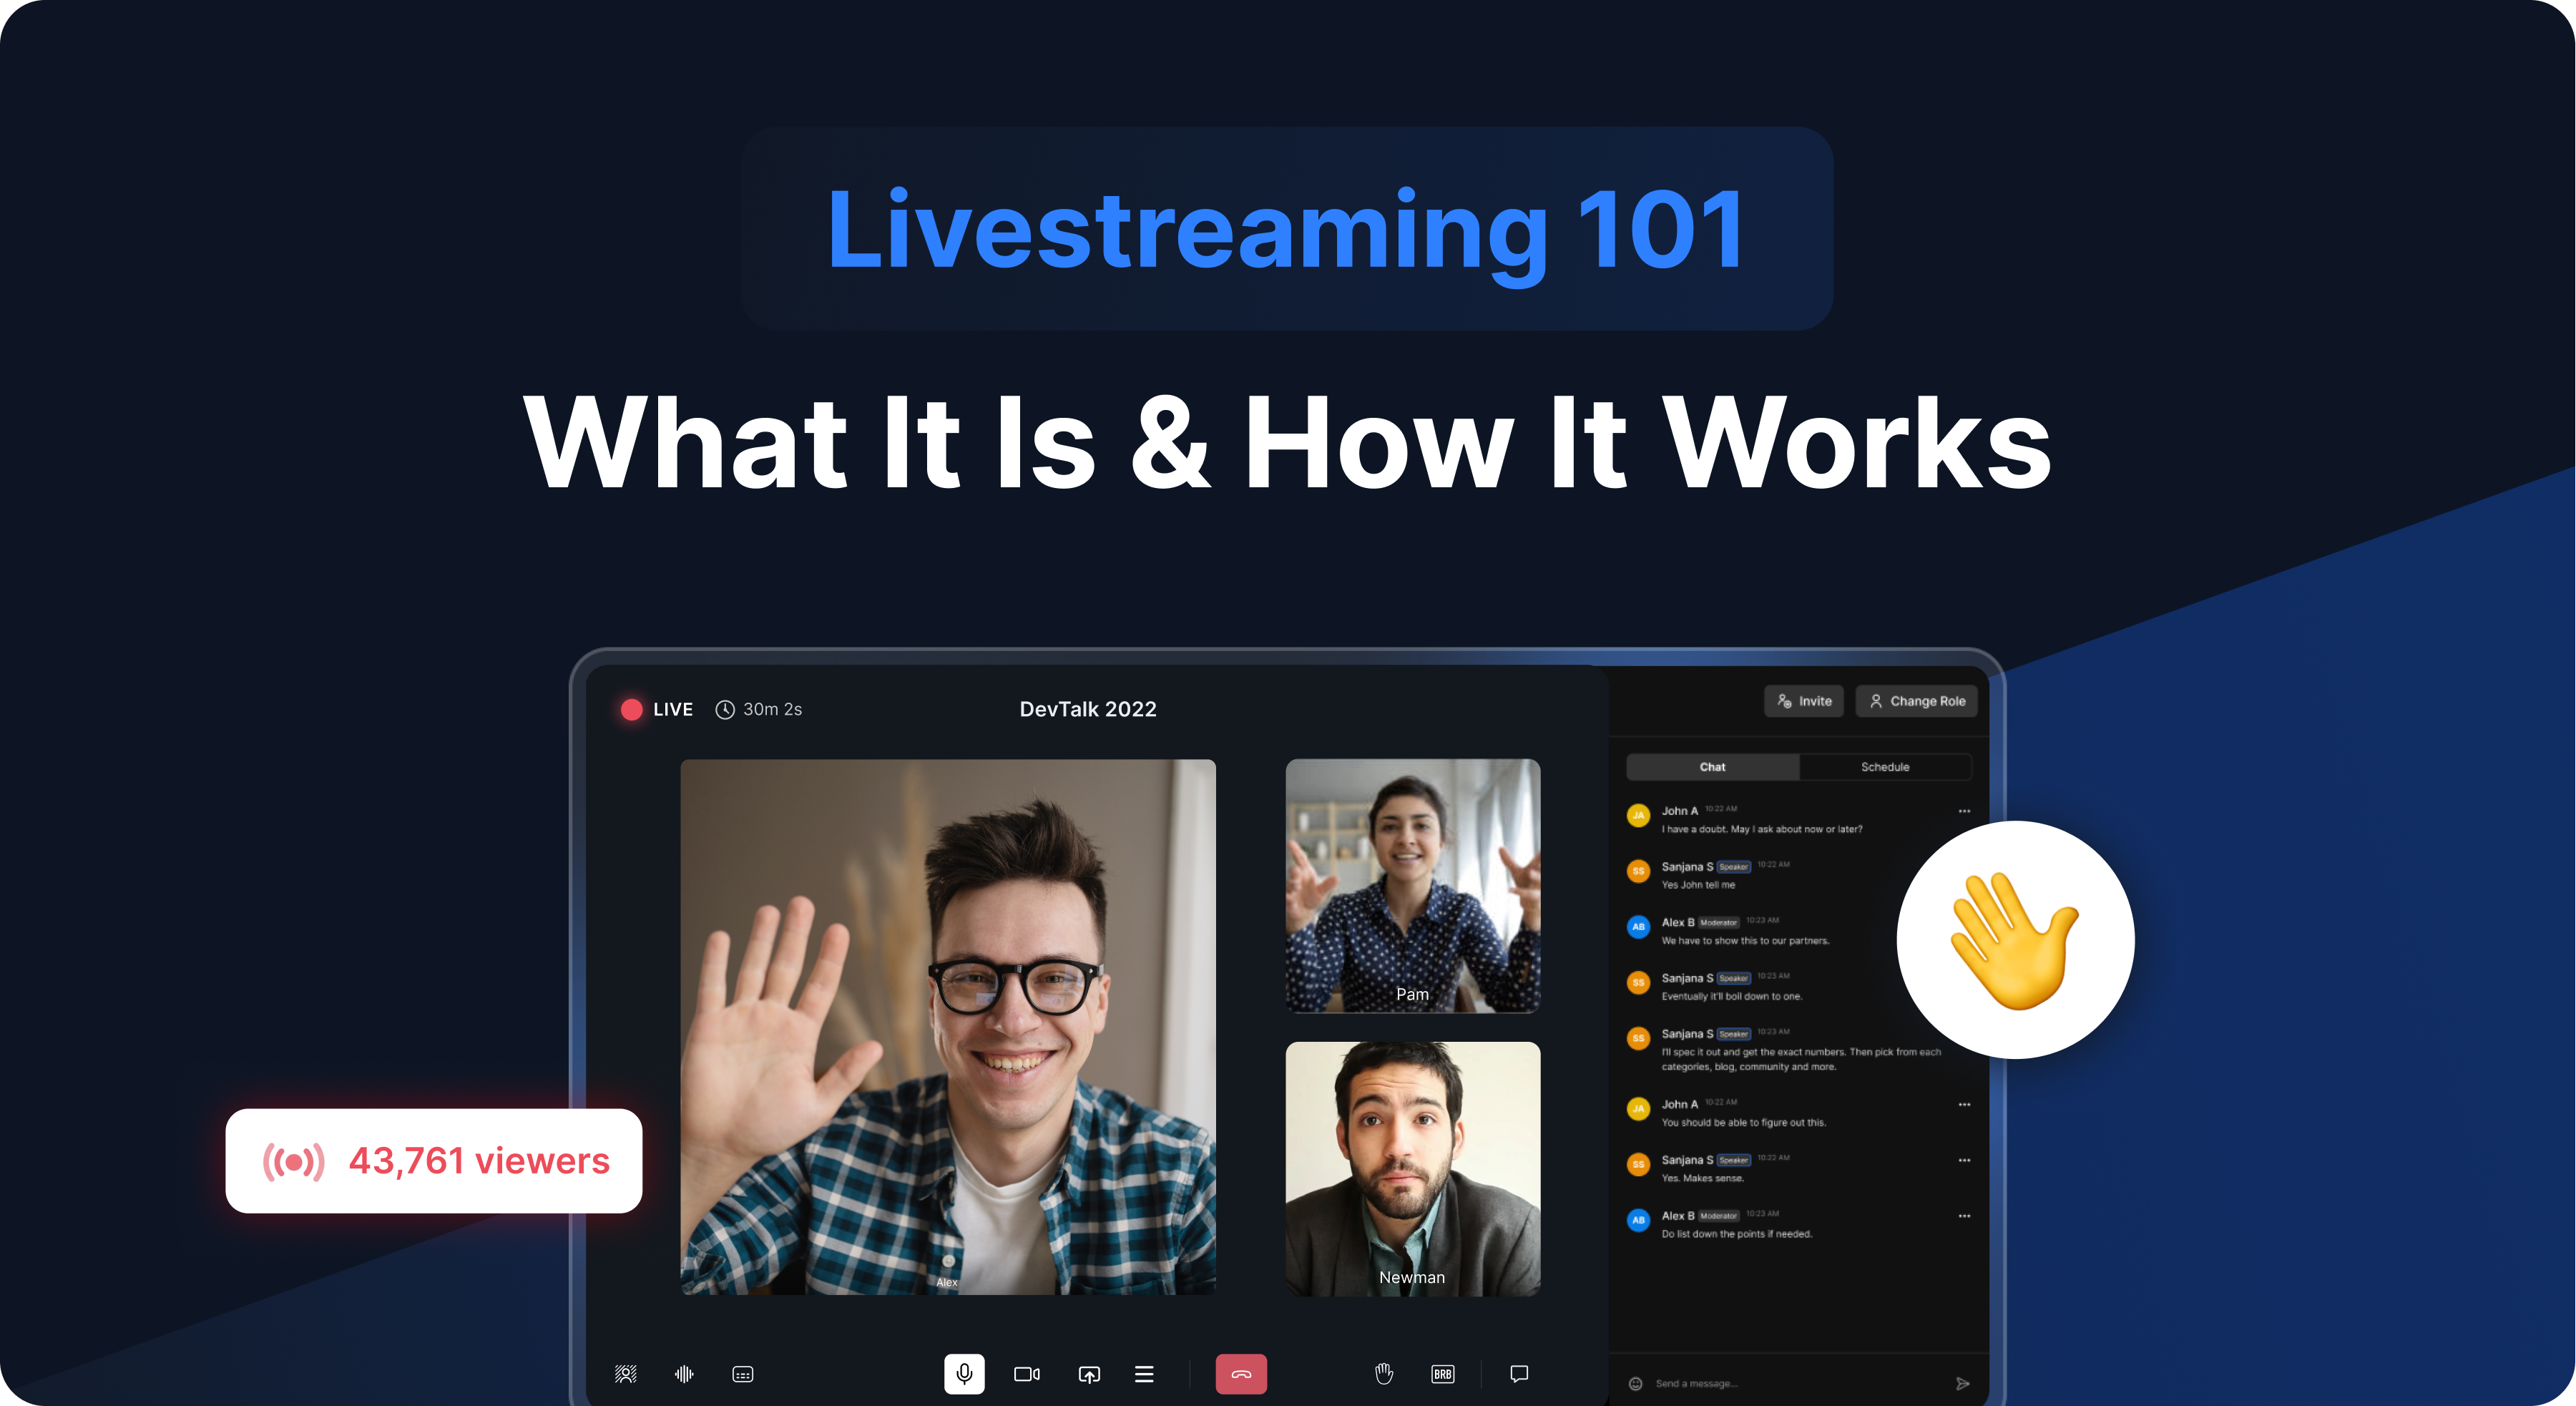 Livestreaming 101
What It Is & How It Works
LIVE 30m 2s
DevTalk 2022
Invite
Change Role
Chat
Schedule
JA John A 10:22 AM
I have a doubt. May I ask about now or later?
SS Sanjana S Speaker 10:22 AM
Yes John tell me
AB Alex B Moderator 10:23 AM
We have to show this to our partners.
SS Sanjana S Speaker 10:23 AM
Eventually it'll boil down to one.
SS Sanjana S Speaker 10:23 AM
I'll spec it out and get the exact numbers. Then pick from each
categories, blog, community and more.
JA John A 10:22 AM
You should be able to figure out this.
SS Sanjana S Speaker 10:22 AM
Yes. Makes sense.
AB Alex B Moderator 10:23 AM
Do list down the points if needed.
Pam
43,761 viewers
Alex
Newman
BRB
Send a message...